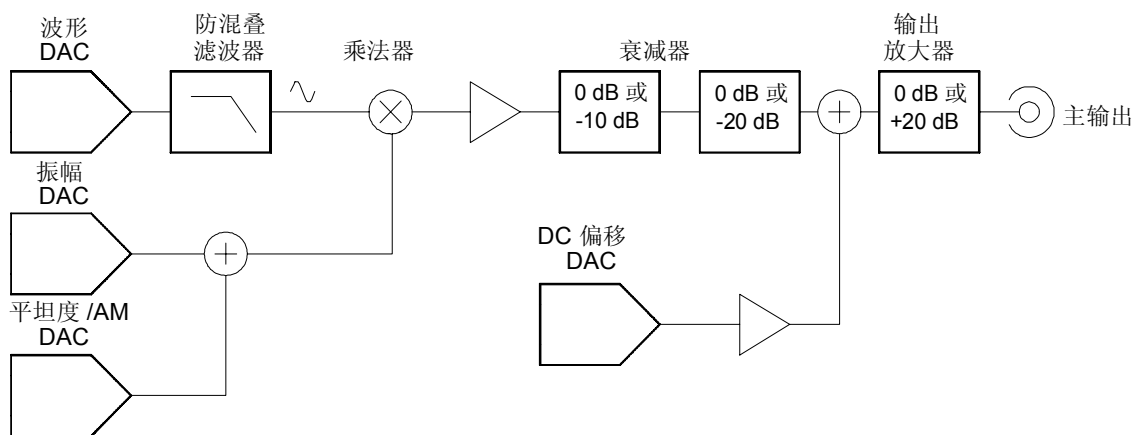 波形
DAC
防混叠
滤波器
乘法器
衰减器
输出
放大器
0 dB 或
-10 dB
0 dB 或
-20 dB
0 dB 或
+20 dB
主输出
振幅
DAC
DC 偏移
DAC
平坦度 /AM
DAC